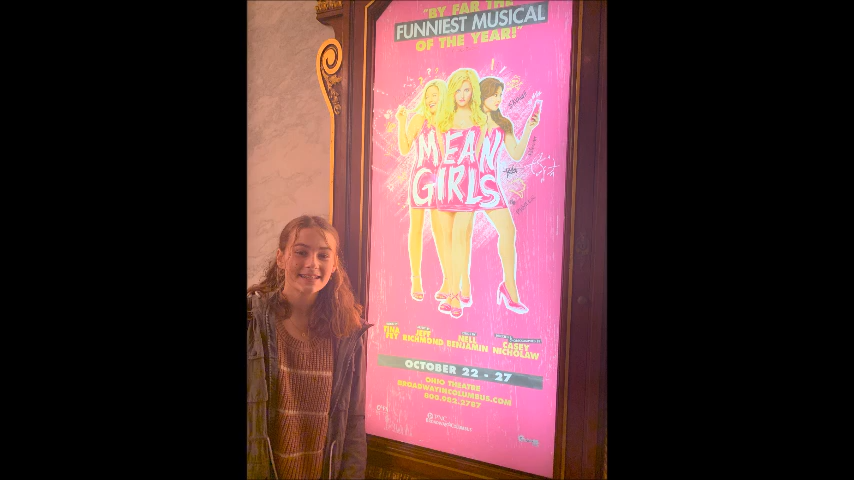 "BY FAR THE
FUNNIEST MUSICAL
OF THE YEAR!"
MEAN
GIRLS
TINA
FEY
JEFF
RICHMOND
NELL
BENJAMIN
CASEY
NICHOLAW
OCTOBER 22 - 27
OHIO THEATRE
BROADWAYINCOLUMBUS.COM